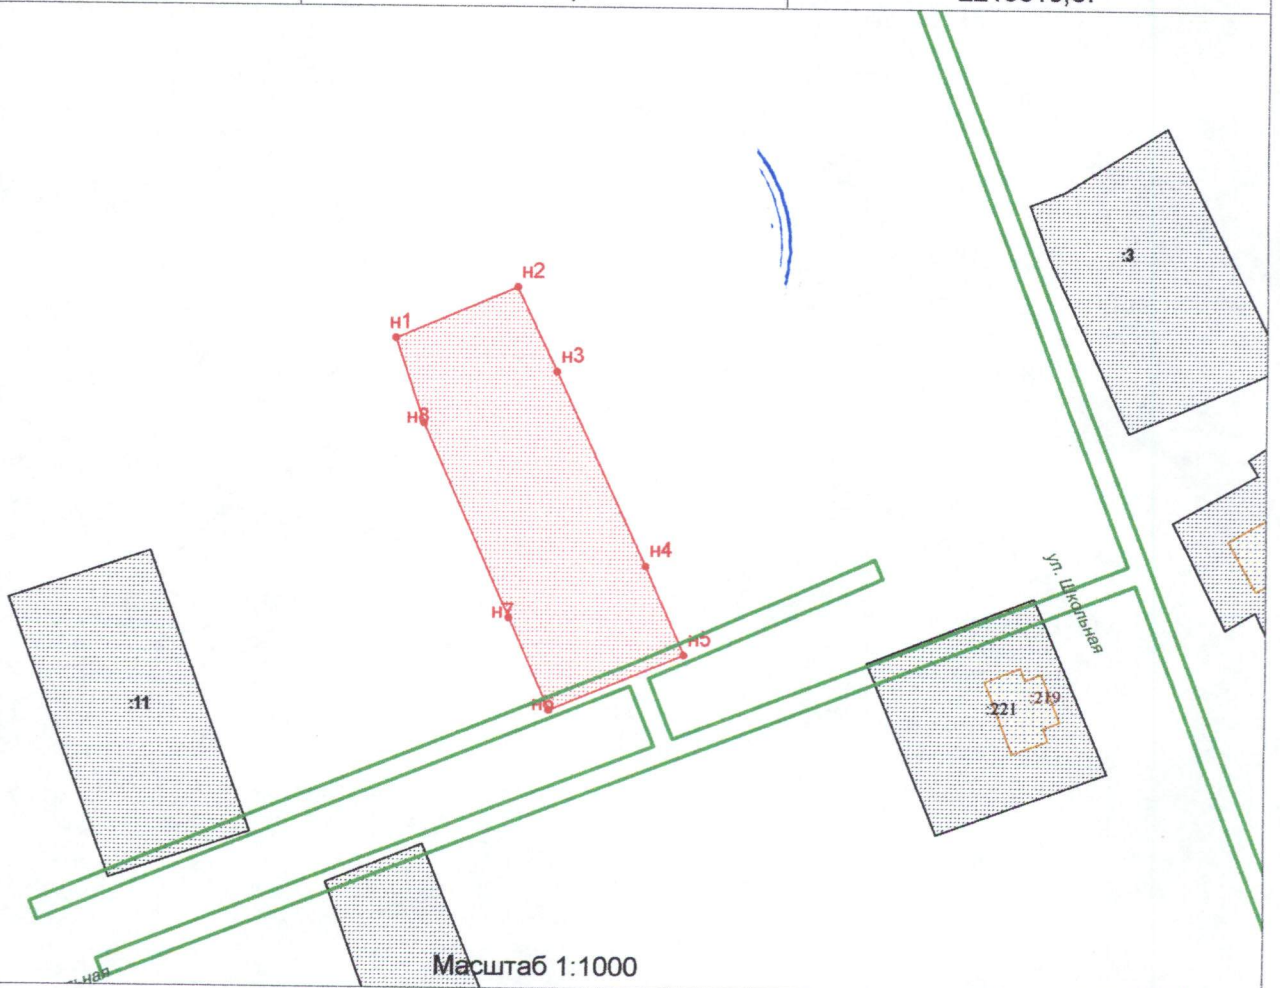 н2
н1
:3
н3
н8
н4
ул. Школьная
н7
н5
:219
:11
н6
:221
Масштаб 1:1000